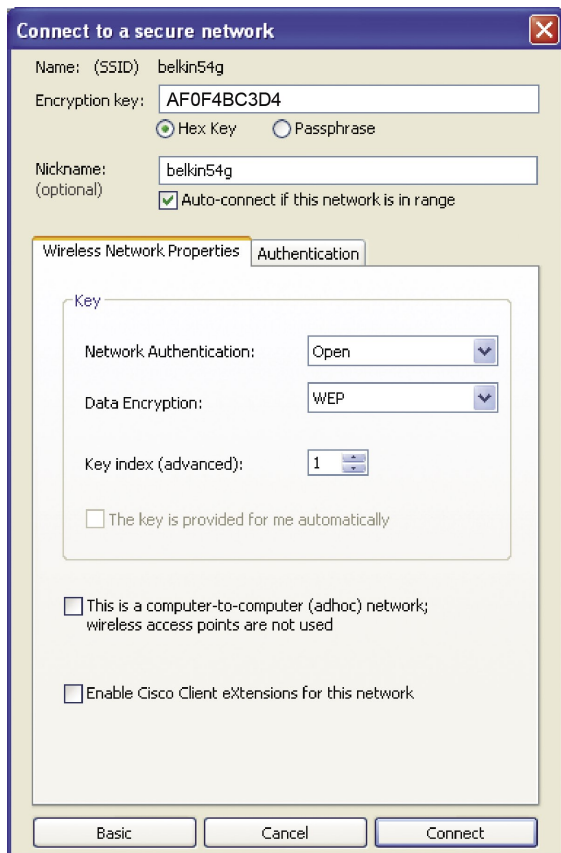 Connect to a secure network
Name: (SSID) belkin54g
Encryption key: AF0F4BC3D4
Hex Key Passphrase
Nickname: belkin54g
(optional)
Auto-connect if this network is in range
Wireless Network Properties Authentication
Key
Network Authentication: Open
Data Encryption: WEP
Key index (advanced): 1
The key is provided for me automatically
This is a computer-to-computer (adhoc) network;
wireless access points are not used
Enable Cisco Client eXtensions for this network
Basic Cancel Connect